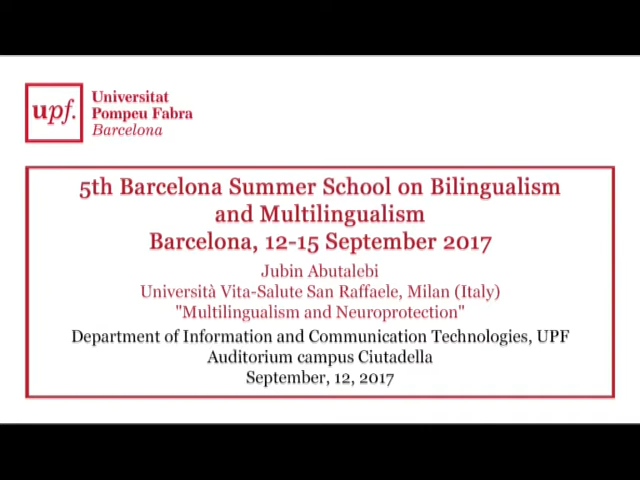 upf.
Universitat
Pompeu Fabra
Barcelona
5th Barcelona Summer School on Bilingualism
and Multilingualism
Barcelona, 12-15 September 2017
Jubin Abutalebi
Università Vita-Salute San Raffaele, Milan (Italy)
"Multilingualism and Neuroprotection"
Department of Information and Communication Technologies, UPF
Auditorium campus Ciutadella
September, 12, 2017